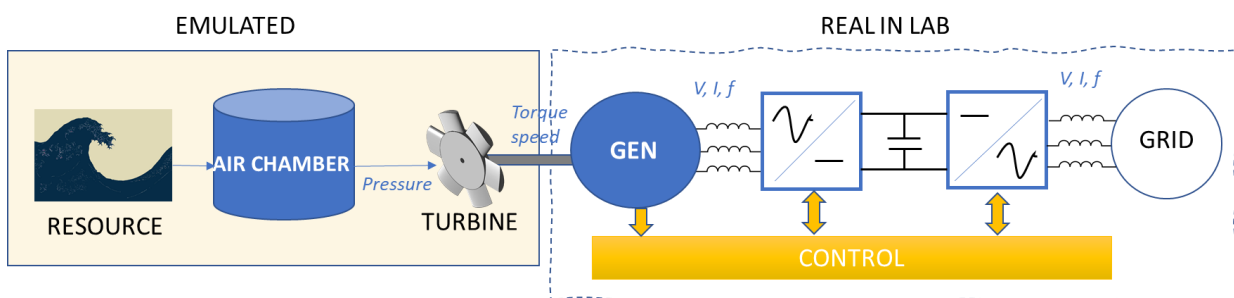 EMULATED
REAL IN LAB
V, I, f
V, I, f
Torque
speed
AIR CHAMBER
GEN
GRID
Pressure
RESOURCE
TURBINE
CONTROL